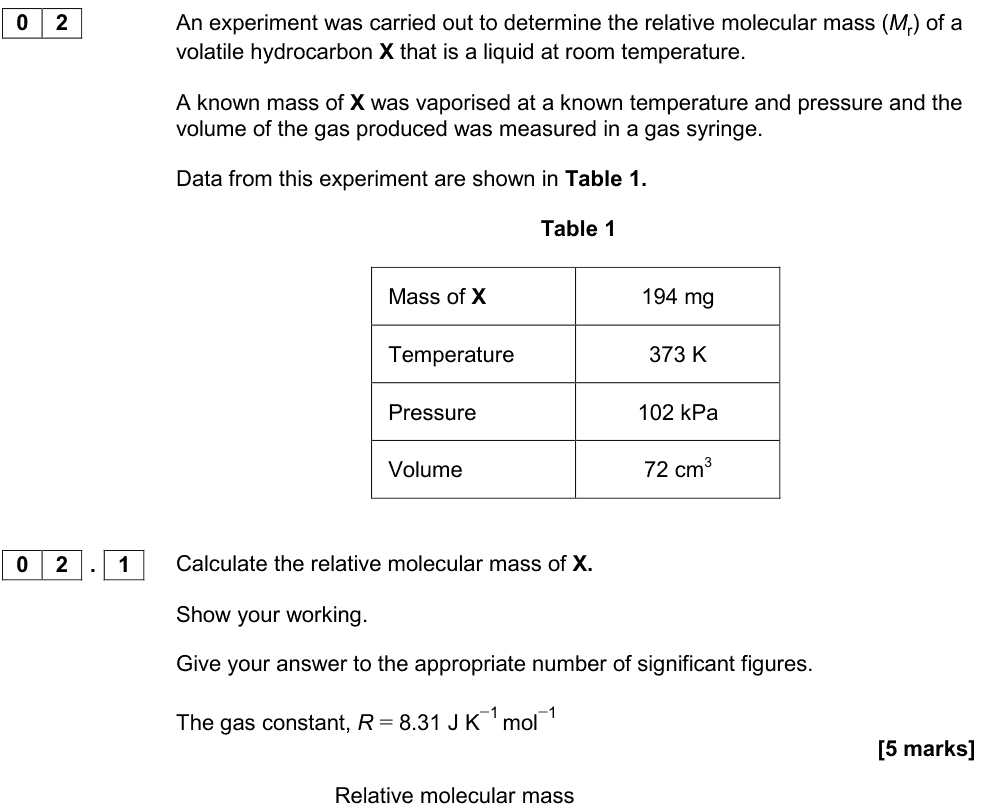 0 2 An experiment was carried out to determine the relative molecular mass (Mr) of a
volatile hydrocarbon X that is a liquid at room temperature.
A known mass of X was vaporised at a known temperature and pressure and the
volume of the gas produced was measured in a gas syringe.
Data from this experiment are shown in Table 1.
Table 1
Mass of X 194 mg
Temperature 373 K
Pressure 102 kPa
Volume 72 cm³
0 2 . 1 Calculate the relative molecular mass of X.
Show your working.
Give your answer to the appropriate number of significant figures.
The gas constant, R = 8.31 J K⁻¹ mol⁻¹
[5 marks]
Relative molecular mass